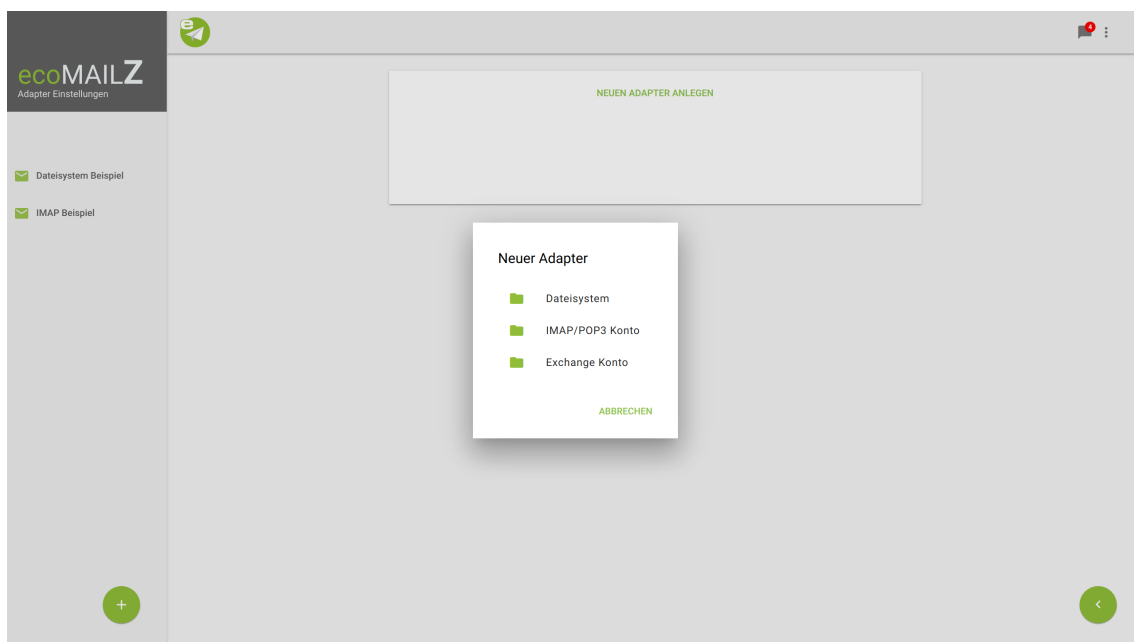 ecoMAILZ
Adapter Einstellungen
Dateisystem Beispiel
IMAP Beispiel
e
4
NEUEN ADAPTER ANLEGEN
Neuer Adapter
Dateisystem
IMAP/POP3 Konto
Exchange Konto
ABBRECHEN
+